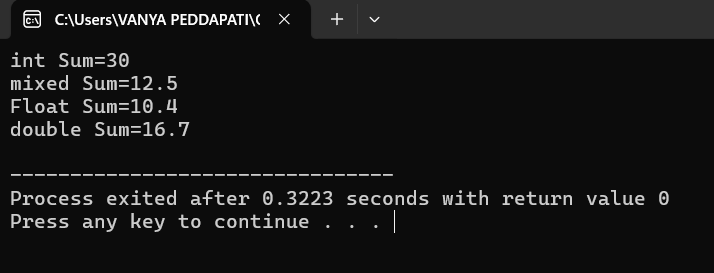 C:\Users\VANYA PEDDAPATI\
int Sum=30
mixed Sum=12.5
Float Sum=10.4
double Sum=16.7
--------------------------------
Process exited after 0.3223 seconds with return value 0
Press any key to continue . . .